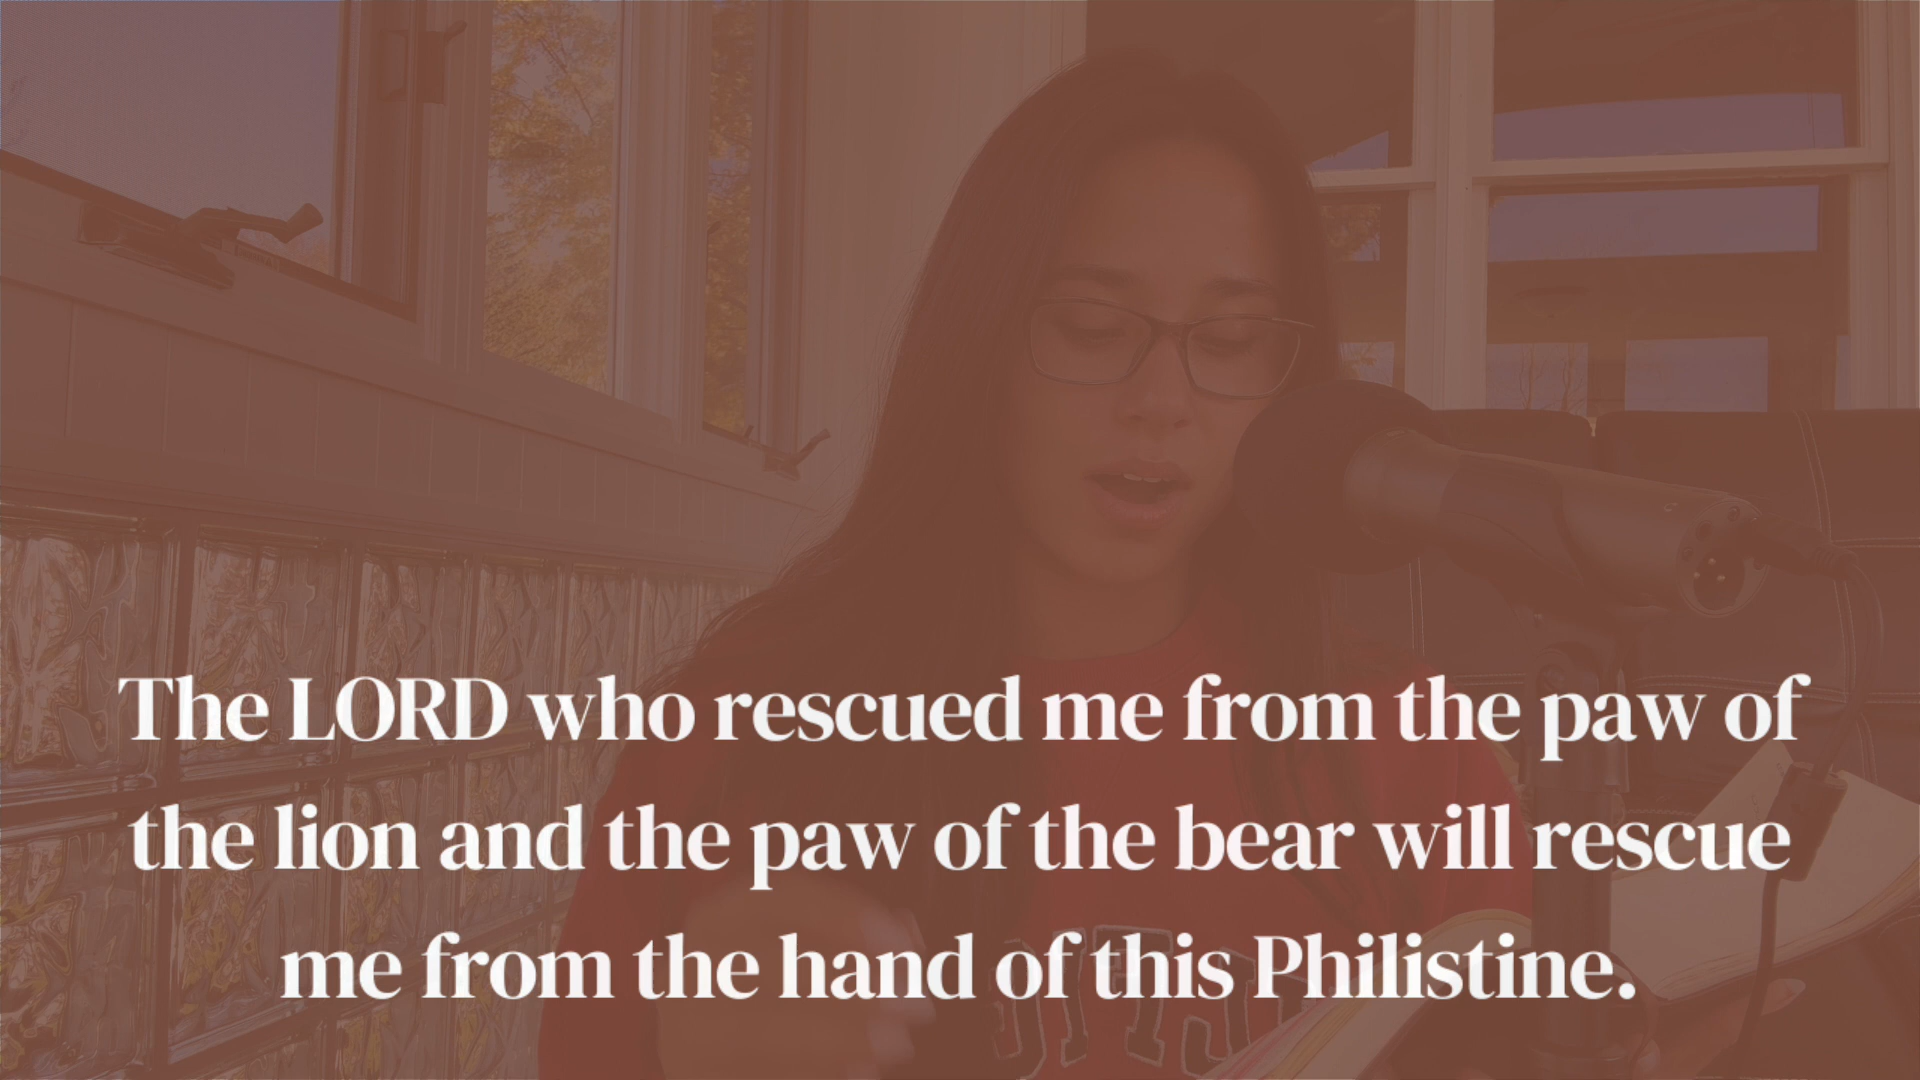 The LORD who rescued me from the paw of
the lion and the paw of the bear will rescue
me from the hand of this Philistine.